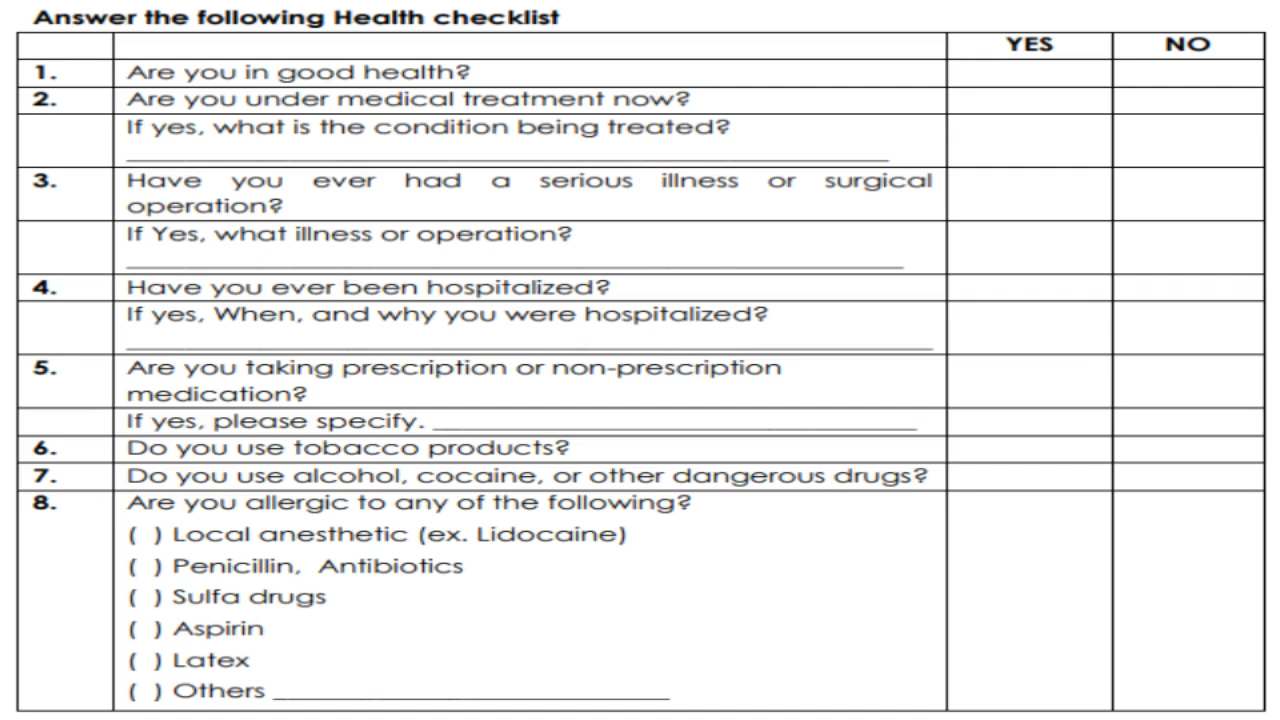 Answer the following Health checklist
YES NO
1. Are you in good health?
2. Are you under medical treatment now?
If yes, what is the condition being treated?
3. Have you ever had a serious illness or surgical
operation?
If Yes, what illness or operation?
4. Have you ever been hospitalized?
If yes, When, and why you were hospitalized?
5. Are you taking prescription or non-prescription
medication?
If yes, please specify. ____________________
6. Do you use tobacco products?
7. Do you use alcohol, cocaine, or other dangerous drugs?
8. Are you allergic to any of the following?
( ) Local anesthetic (ex. Lidocaine)
( ) Penicillin, Antibiotics
( ) Sulfa drugs
( ) Aspirin
( ) Latex
( ) Others ____________________